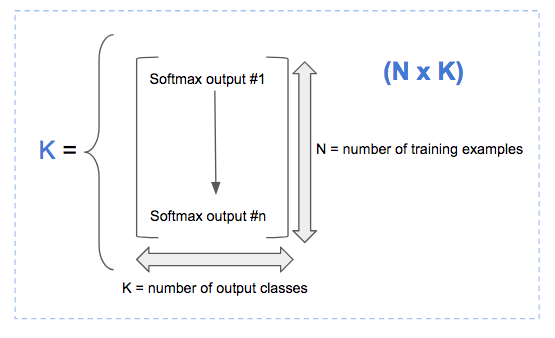 Softmax output #1
(N x K)
K =
N = number of training examples
Softmax output #n
K = number of output classes